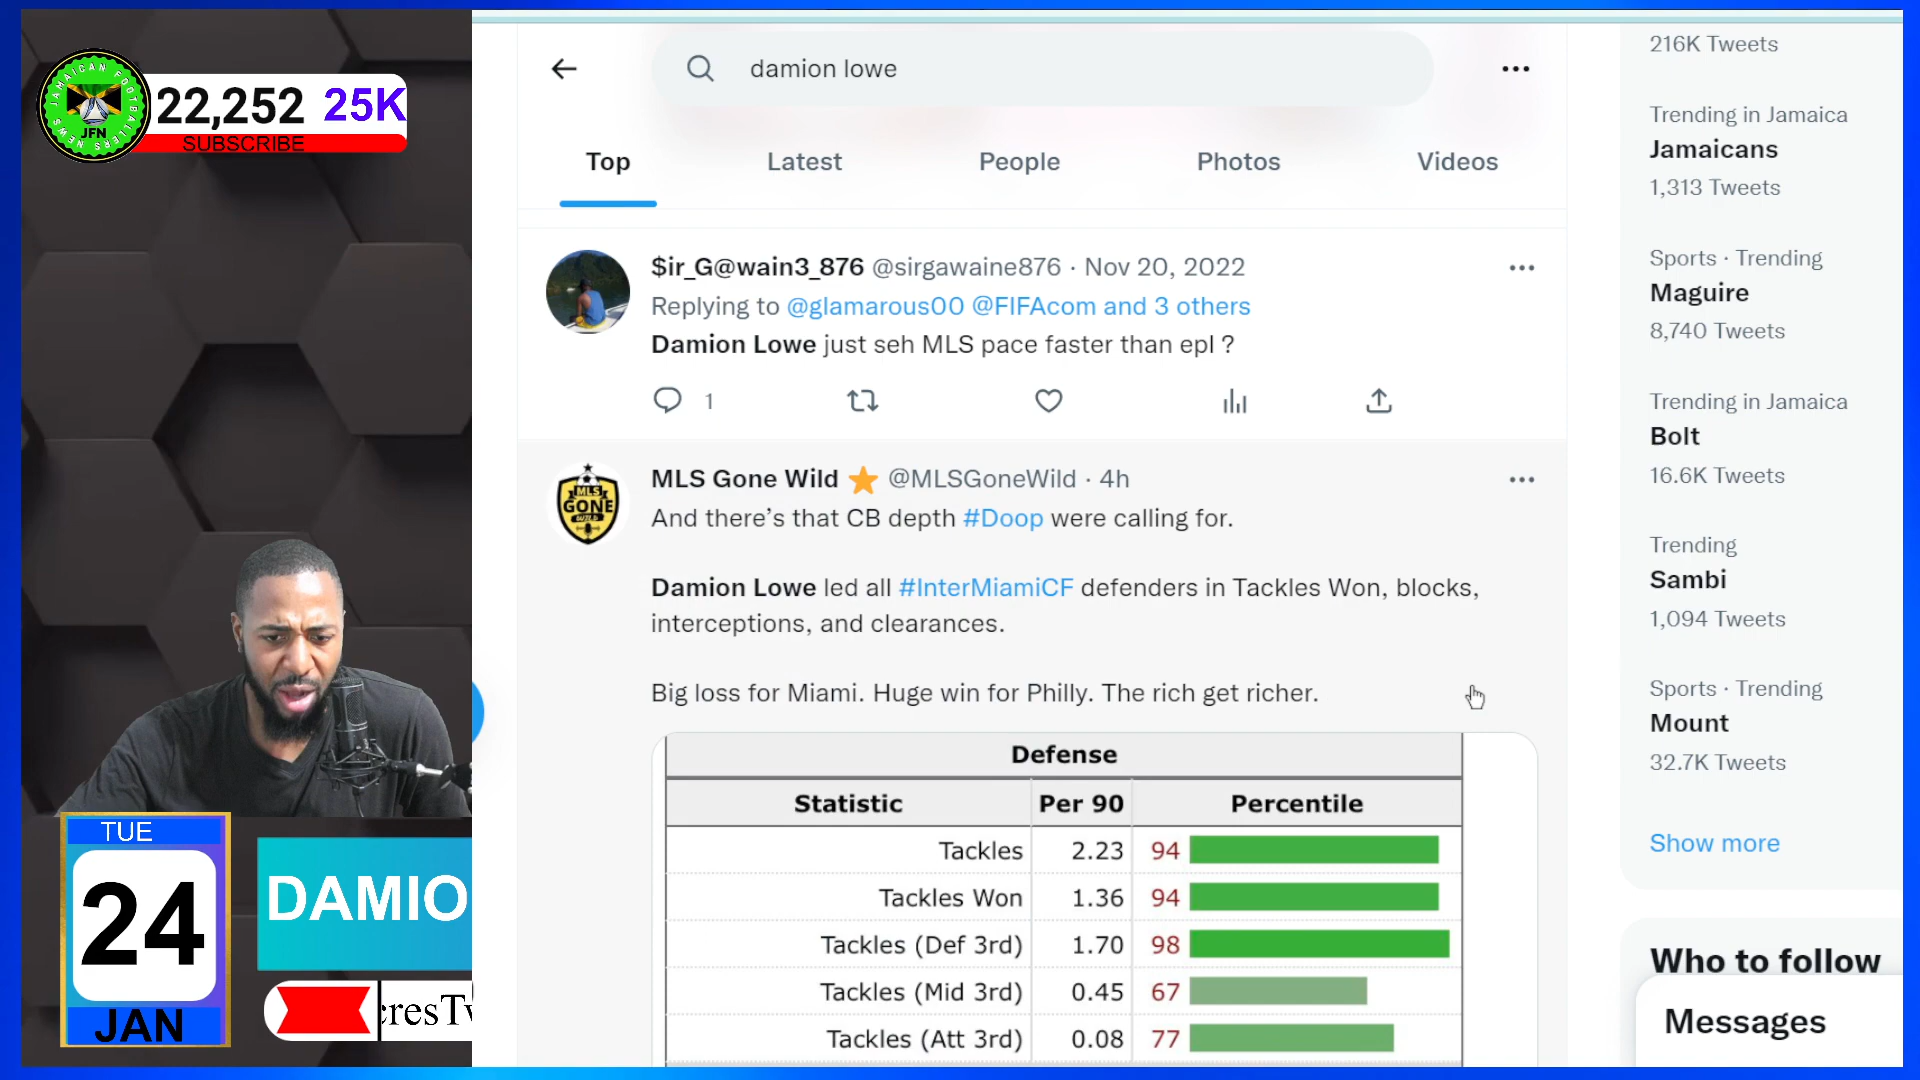 JAMAICAN FOOTBALLERS NEWS
JFN
22,252 25K
SUBSCRIBE
TUE
24
JAN
DAMIO
cresTw
damion lowe
Top
Latest
People
Photos
Videos
$ir_G@wain3_876 @sirgawaine876 · Nov 20, 2022
Replying to @glamarous00 @FIFAcom and 3 others
Damion Lowe just seh MLS pace faster than epl ?
1
MLS GONE WILD
MLS Gone Wild @MLSGoneWild · 4h
And there’s that CB depth #Doop were calling for.
Damion Lowe led all #InterMiamiCF defenders in Tackles Won, blocks,
interceptions, and clearances.
Big loss for Miami. Huge win for Philly. The rich get richer.
Defense
Statistic Per 90 Percentile
Tackles 2.23 94
Tackles Won 1.36 94
Tackles (Def 3rd) 1.70 98
Tackles (Mid 3rd) 0.45 67
Tackles (Att 3rd) 0.08 77
216K Tweets
Trending in Jamaica
Jamaicans
1,313 Tweets
Sports · Trending
Maguire
8,740 Tweets
Trending in Jamaica
Bolt
16.6K Tweets
Trending
Sambi
1,094 Tweets
Sports · Trending
Mount
32.7K Tweets
Show more
Who to follow
Messages